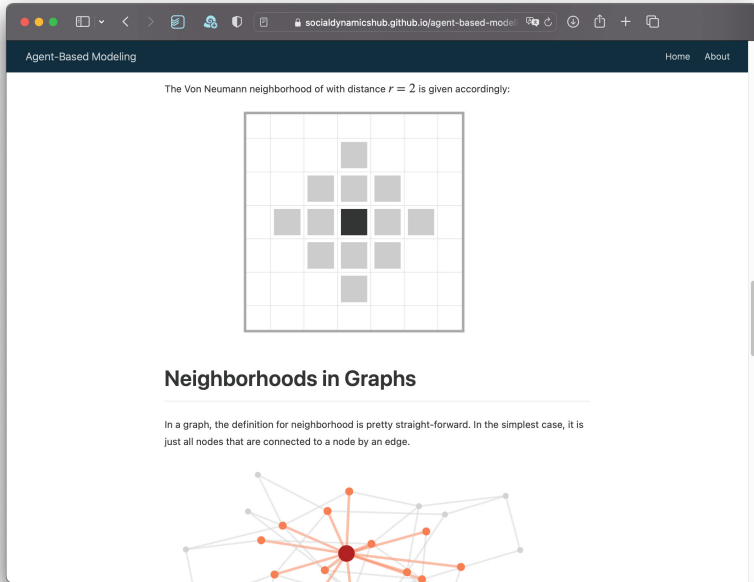 socialdynamicshub.github.io/agent-based-model
Agent-Based Modeling
Home
About
The Von Neumann neighborhood of with distance r = 2 is given accordingly:
Neighborhoods in Graphs
In a graph, the definition for neighborhood is pretty straight-forward. In the simplest case, it is
just all nodes that are connected to a node by an edge.